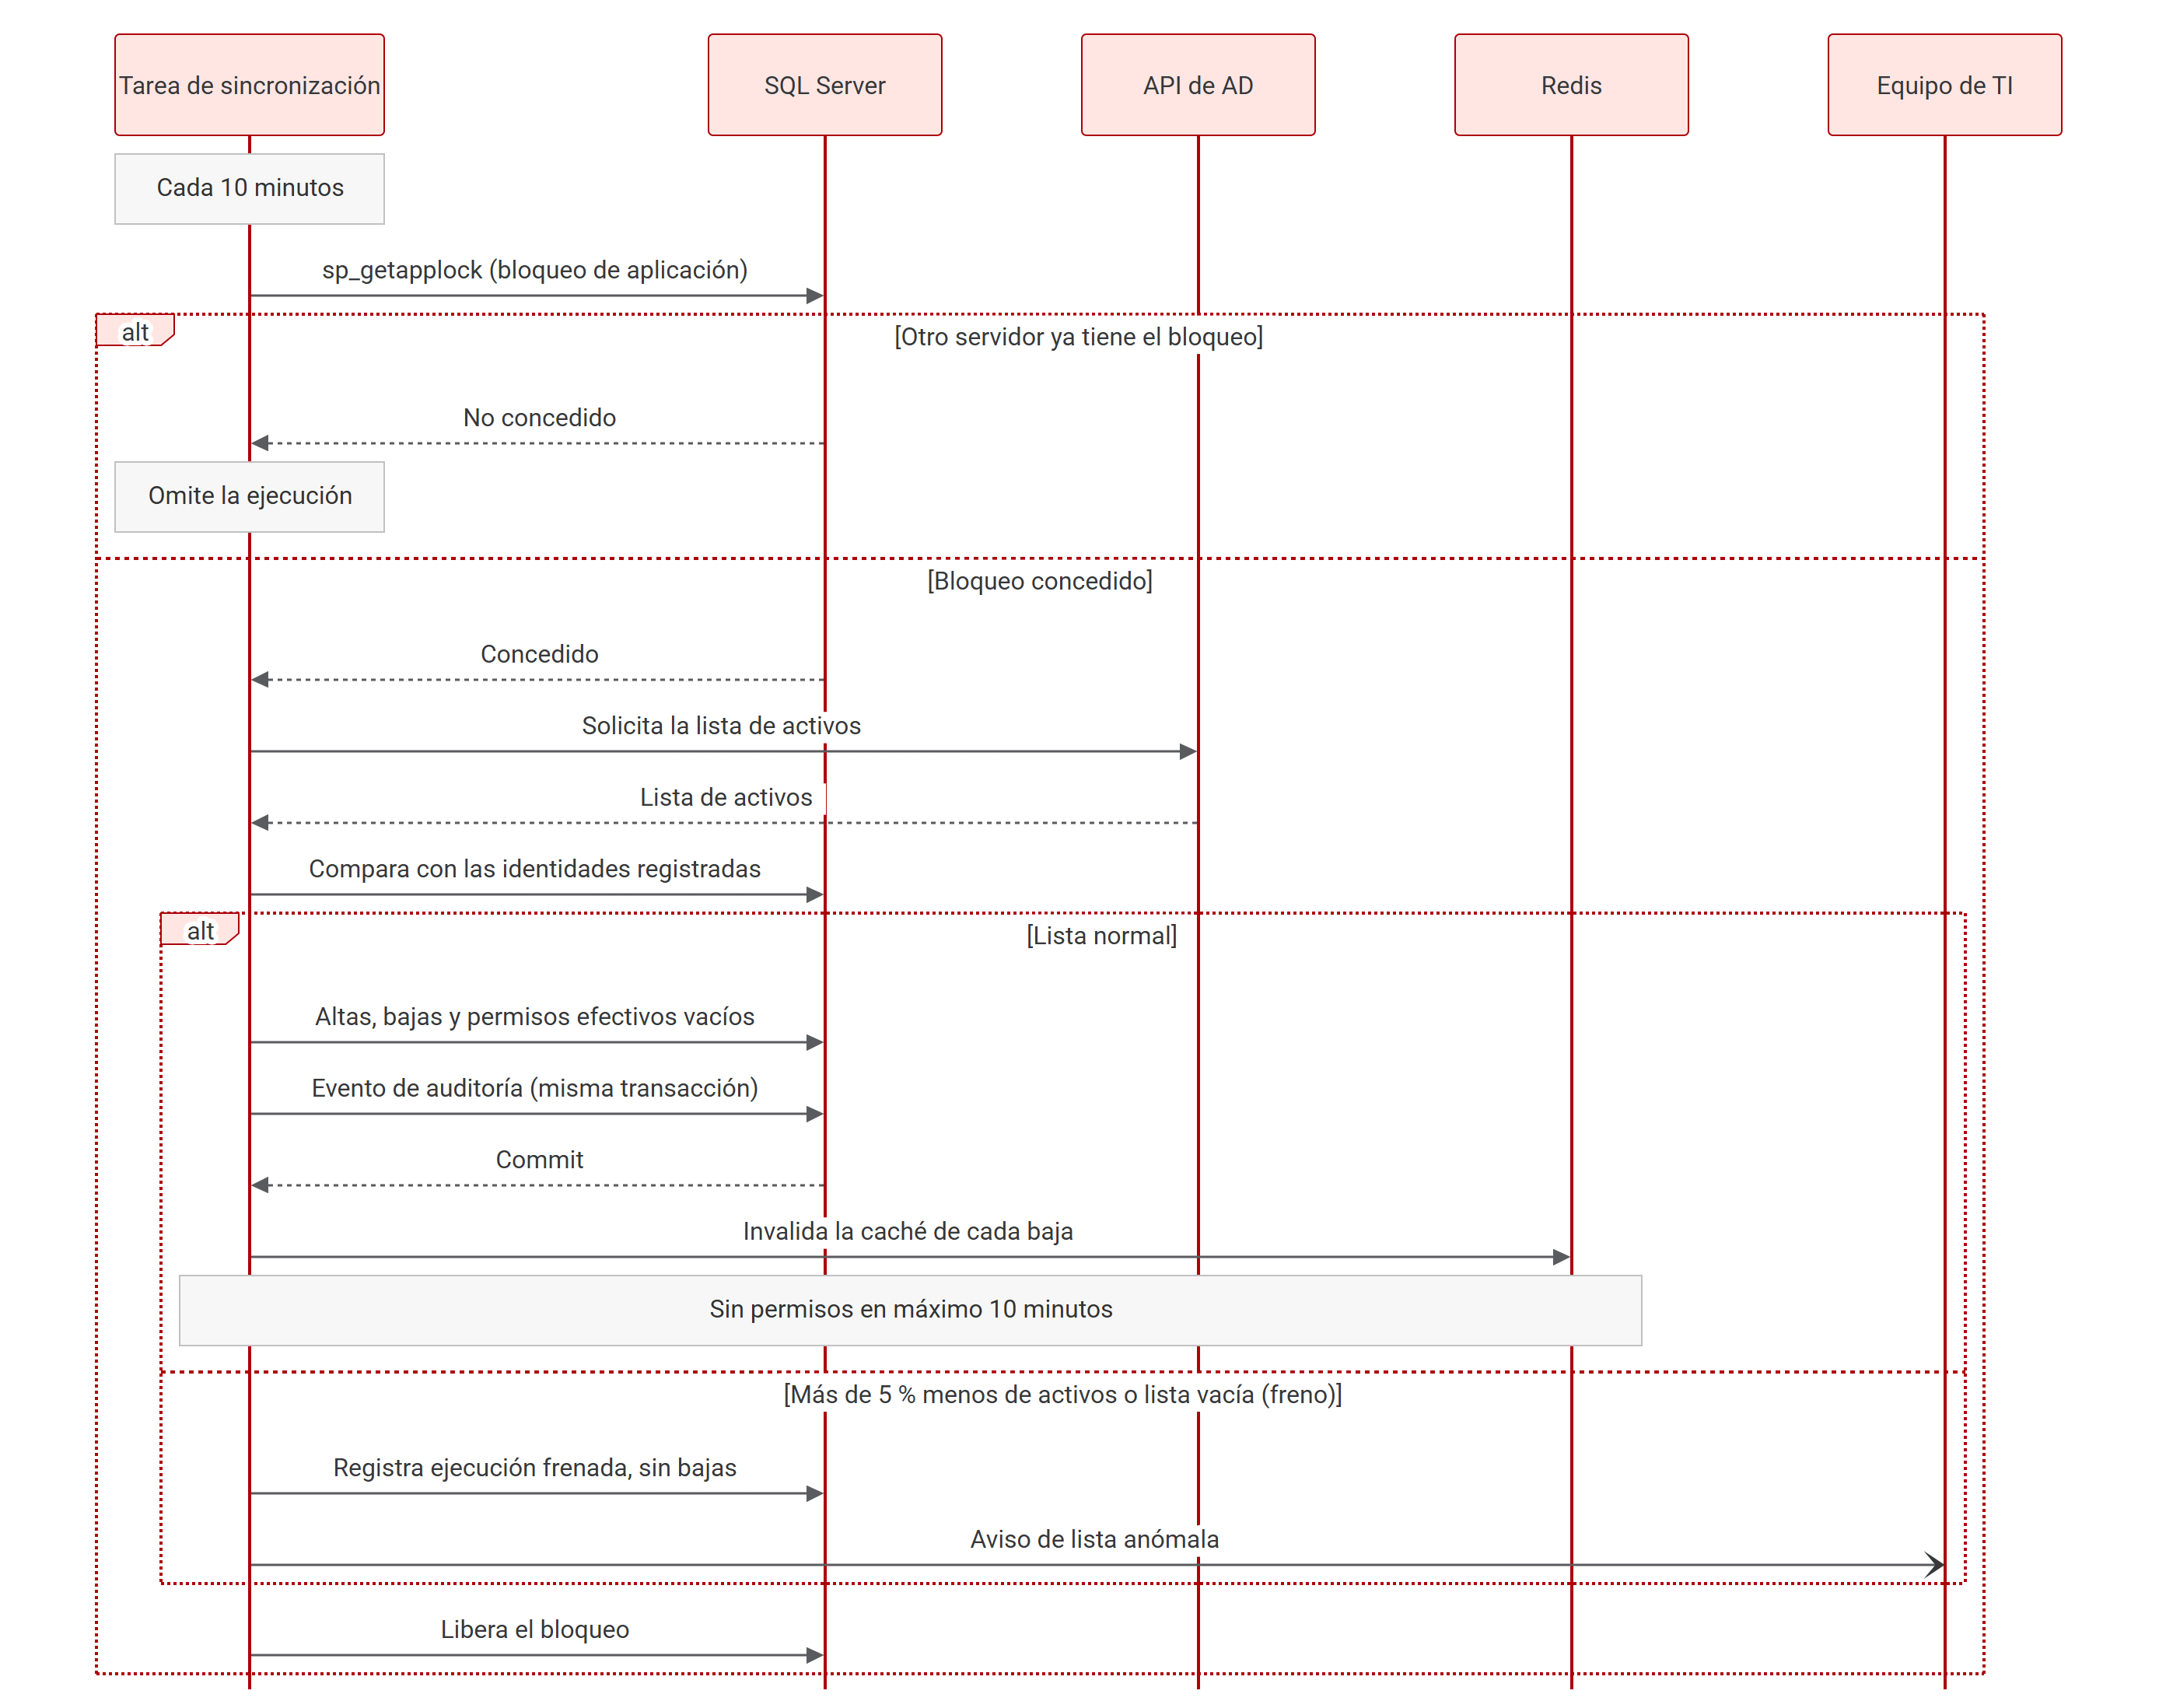 Tarea de sincronización
SQL Server
API de AD
Redis
Equipo de TI
Cada 10 minutos
sp_getapplock (bloqueo de aplicación)
alt
[Otro servidor ya tiene el bloqueo]
No concedido
Omite la ejecución
[Bloqueo concedido]
Concedido
Solicita la lista de activos
Lista de activos
Compara con las identidades registradas
alt
[Lista normal]
Altas, bajas y permisos efectivos vacíos
Evento de auditoría (misma transacción)
Commit
Invalida la caché de cada baja
Sin permisos en máximo 10 minutos
[Más de 5 % menos de activos o lista vacía (freno)]
Registra ejecución frenada, sin bajas
Aviso de lista anómala
Libera el bloqueo